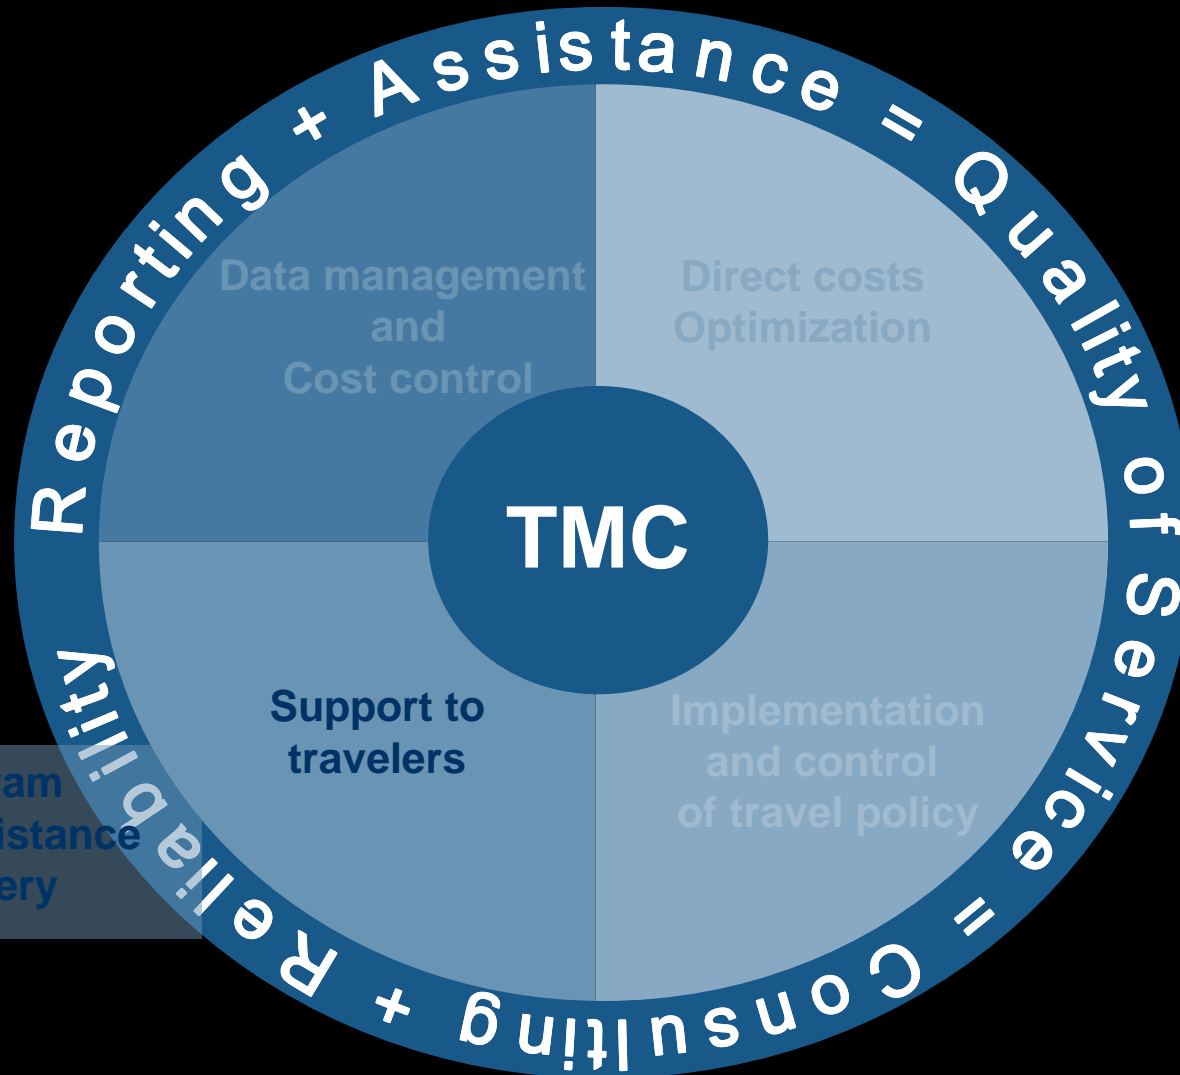 Reporting + Assistance = Quality of Service = Consulting + Reliability
Data management
and
Cost control
Direct costs
Optimization
TMC
Support to
travelers
Implementation
and control
of travel policy